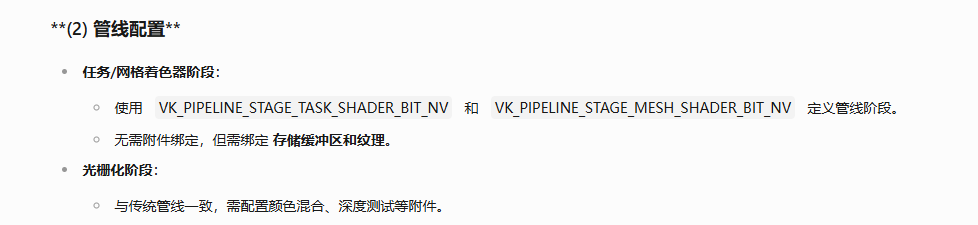 **(2) 管线配置**
任务/网格着色器阶段：
使用 VK_PIPELINE_STAGE_TASK_SHADER_BIT_NV 和 VK_PIPELINE_STAGE_MESH_SHADER_BIT_NV 定义管线阶段。
无需附件绑定，但需绑定 存储缓冲区和纹理。
光栅化阶段：
与传统管线一致，需配置颜色混合、深度测试等附件。